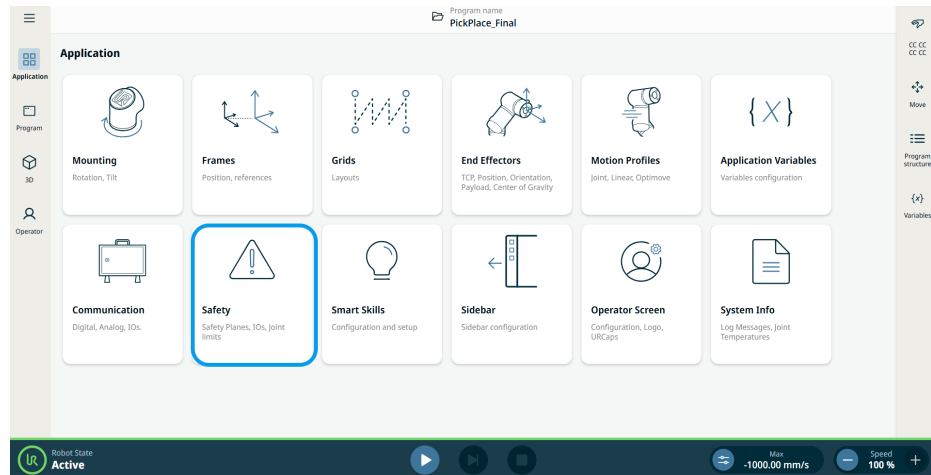 Program name
PickPlace_Final
Application
Application
Program
3D
Operator
Mounting
Rotation, Tilt
Frames
Position, references
Grids
Layouts
End Effectors
TCP, Position, Orientation,
Payload, Center of Gravity
Motion Profiles
Joint, Linear, Optimove
{X}
Application Variables
Variables configuration
Communication
Digital, Analog, IOs.
Safety
Safety Planes, IOs, Joint
limits
Smart Skills
Configuration and setup
Sidebar
Sidebar configuration
Operator Screen
Configuration, Logo,
URCaps
System Info
Log Messages, Joint
Temperatures
CC CC
CC CC
Move
Program
structure
{x}
Variables
UR
Robot State
Active
Max
-1000.00 mm/s
Speed
100 %